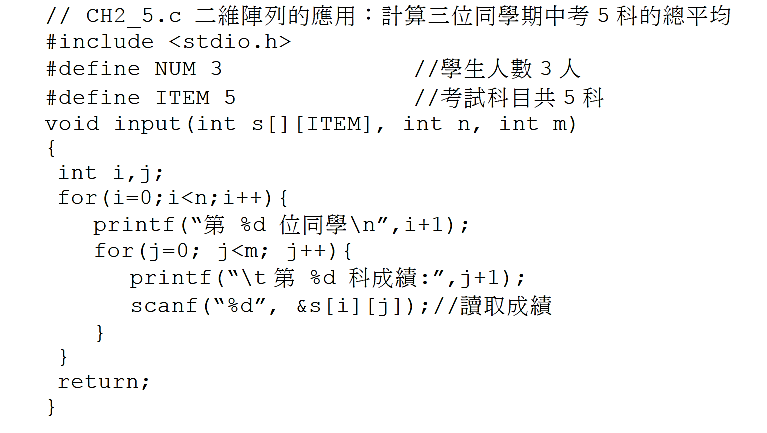 // CH2_5.c 二維陣列的應用：計算三位同學期中考 5 科的總平均
#include <stdio.h>
#define NUM 3 //學生人數 3 人
#define ITEM 5 //考試科目共 5 科
void input(int s[][ITEM], int n, int m)
{
int i,j;
for(i=0;i<n;i++){
printf(“第 %d 位同學\n”,i+1);
for(j=0; j<m; j++){
printf(“\t 第 %d 科成績:”,j+1);
scanf(“%d”, &s[i][j]);//讀取成績
}
}
return;
}